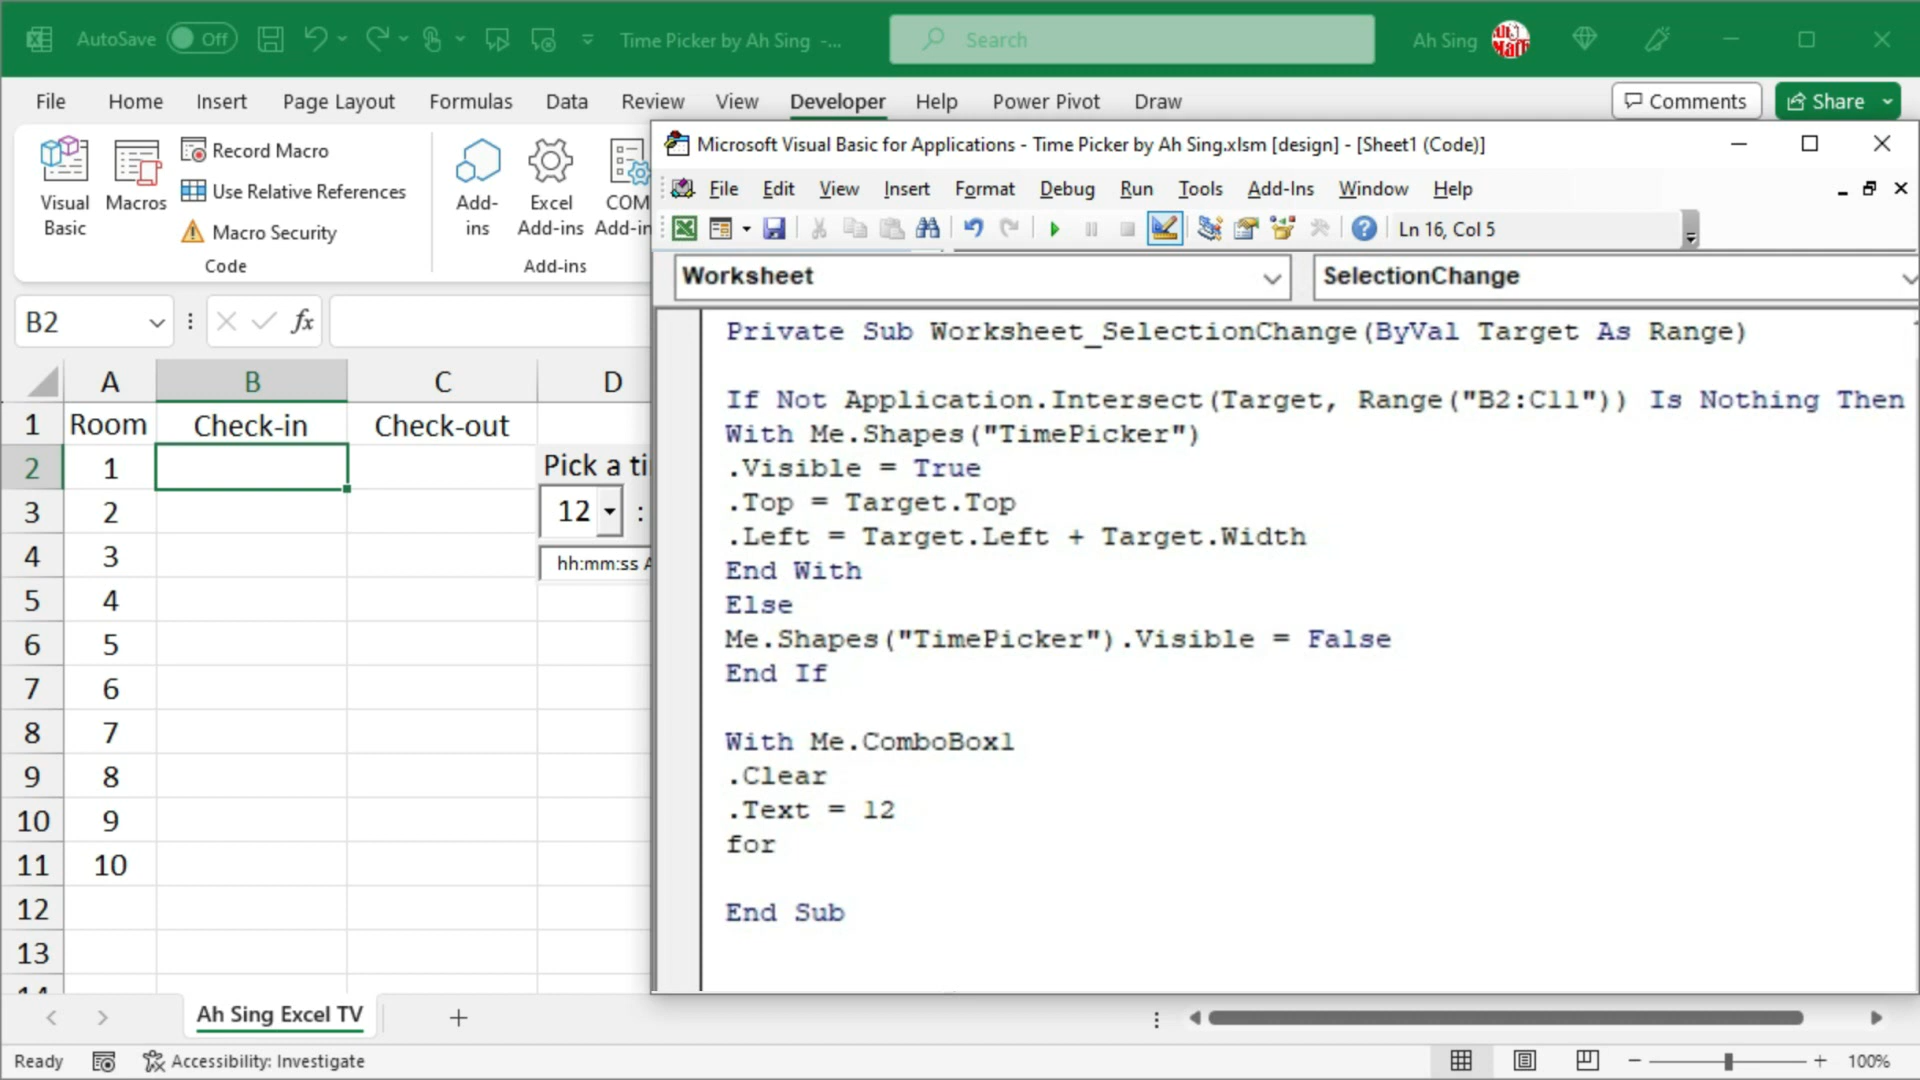 AutoSave Off Time Picker by Ah Sing -... Search Ah Sing
File Home Insert Page Layout Formulas Data Review View Developer Help Power Pivot Draw Comments Share
Visual Basic
Macros
Record Macro
Use Relative References
Macro Security
Code
Add-ins
Excel Add-ins
COM Add-in
Add-ins
B2 fx
A B C D
1 Room Check-in Check-out
2 1 Pick a ti
3 2 12 :
4 3 hh:mm:ss A
5 4
6 5
7 6
8 7
9 8
10 9
11 10
12
13
14
Ah Sing Excel TV
Ready Accessibility: Investigate 100%
Microsoft Visual Basic for Applications - Time Picker by Ah Sing.xlsm [design] - [Sheet1 (Code)]
File Edit View Insert Format Debug Run Tools Add-Ins Window Help
Ln 16, Col 5
Worksheet SelectionChange
Private Sub Worksheet_SelectionChange(ByVal Target As Range)
If Not Application.Intersect(Target, Range("B2:C11")) Is Nothing Then
With Me.Shapes("TimePicker")
.Visible = True
.Top = Target.Top
.Left = Target.Left + Target.Width
End With
Else
Me.Shapes("TimePicker").Visible = False
End If
With Me.ComboBox1
.Clear
.Text = 12
for
End Sub